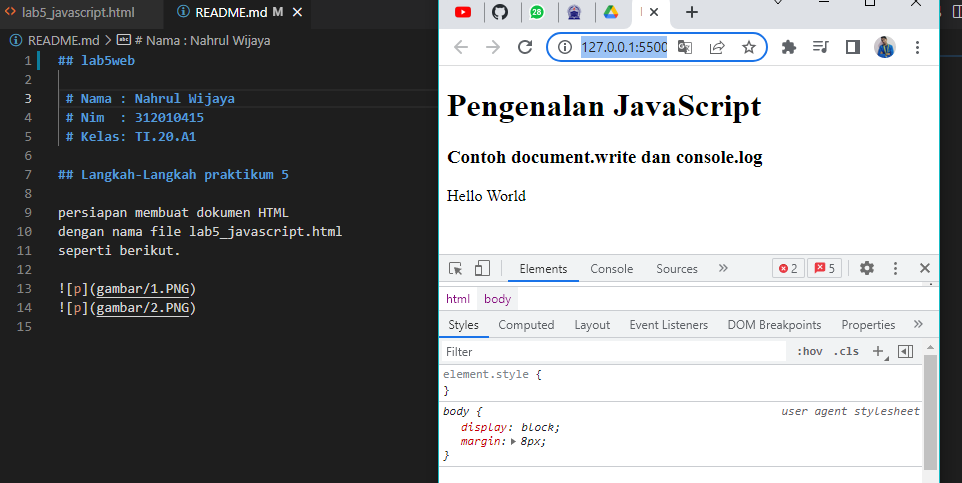 lab5_javascript.html
README.md M
README.md > # Nama : Nahrul Wijaya
1 ## lab5web
2
3 # Nama : Nahrul Wijaya
4 # Nim  : 312010415
5 # Kelas: TI.20.A1
6
7 ## Langkah-Langkah praktikum 5
8
9 persiapan membuat dokumen HTML
10 dengan nama file lab5_javascript.html
11 seperti berikut.
12
13 ![p](gambar/1.PNG)
14 ![p](gambar/2.PNG)
15
28
127.0.0.1:5500
Pengenalan JavaScript
Contoh document.write dan console.log
Hello World
Elements Console Sources » 2 5
html body
Styles Computed Layout Event Listeners DOM Breakpoints Properties »
Filter :hov .cls +
element.style {
}
body { user agent stylesheet
display: block;
margin: 8px;
}